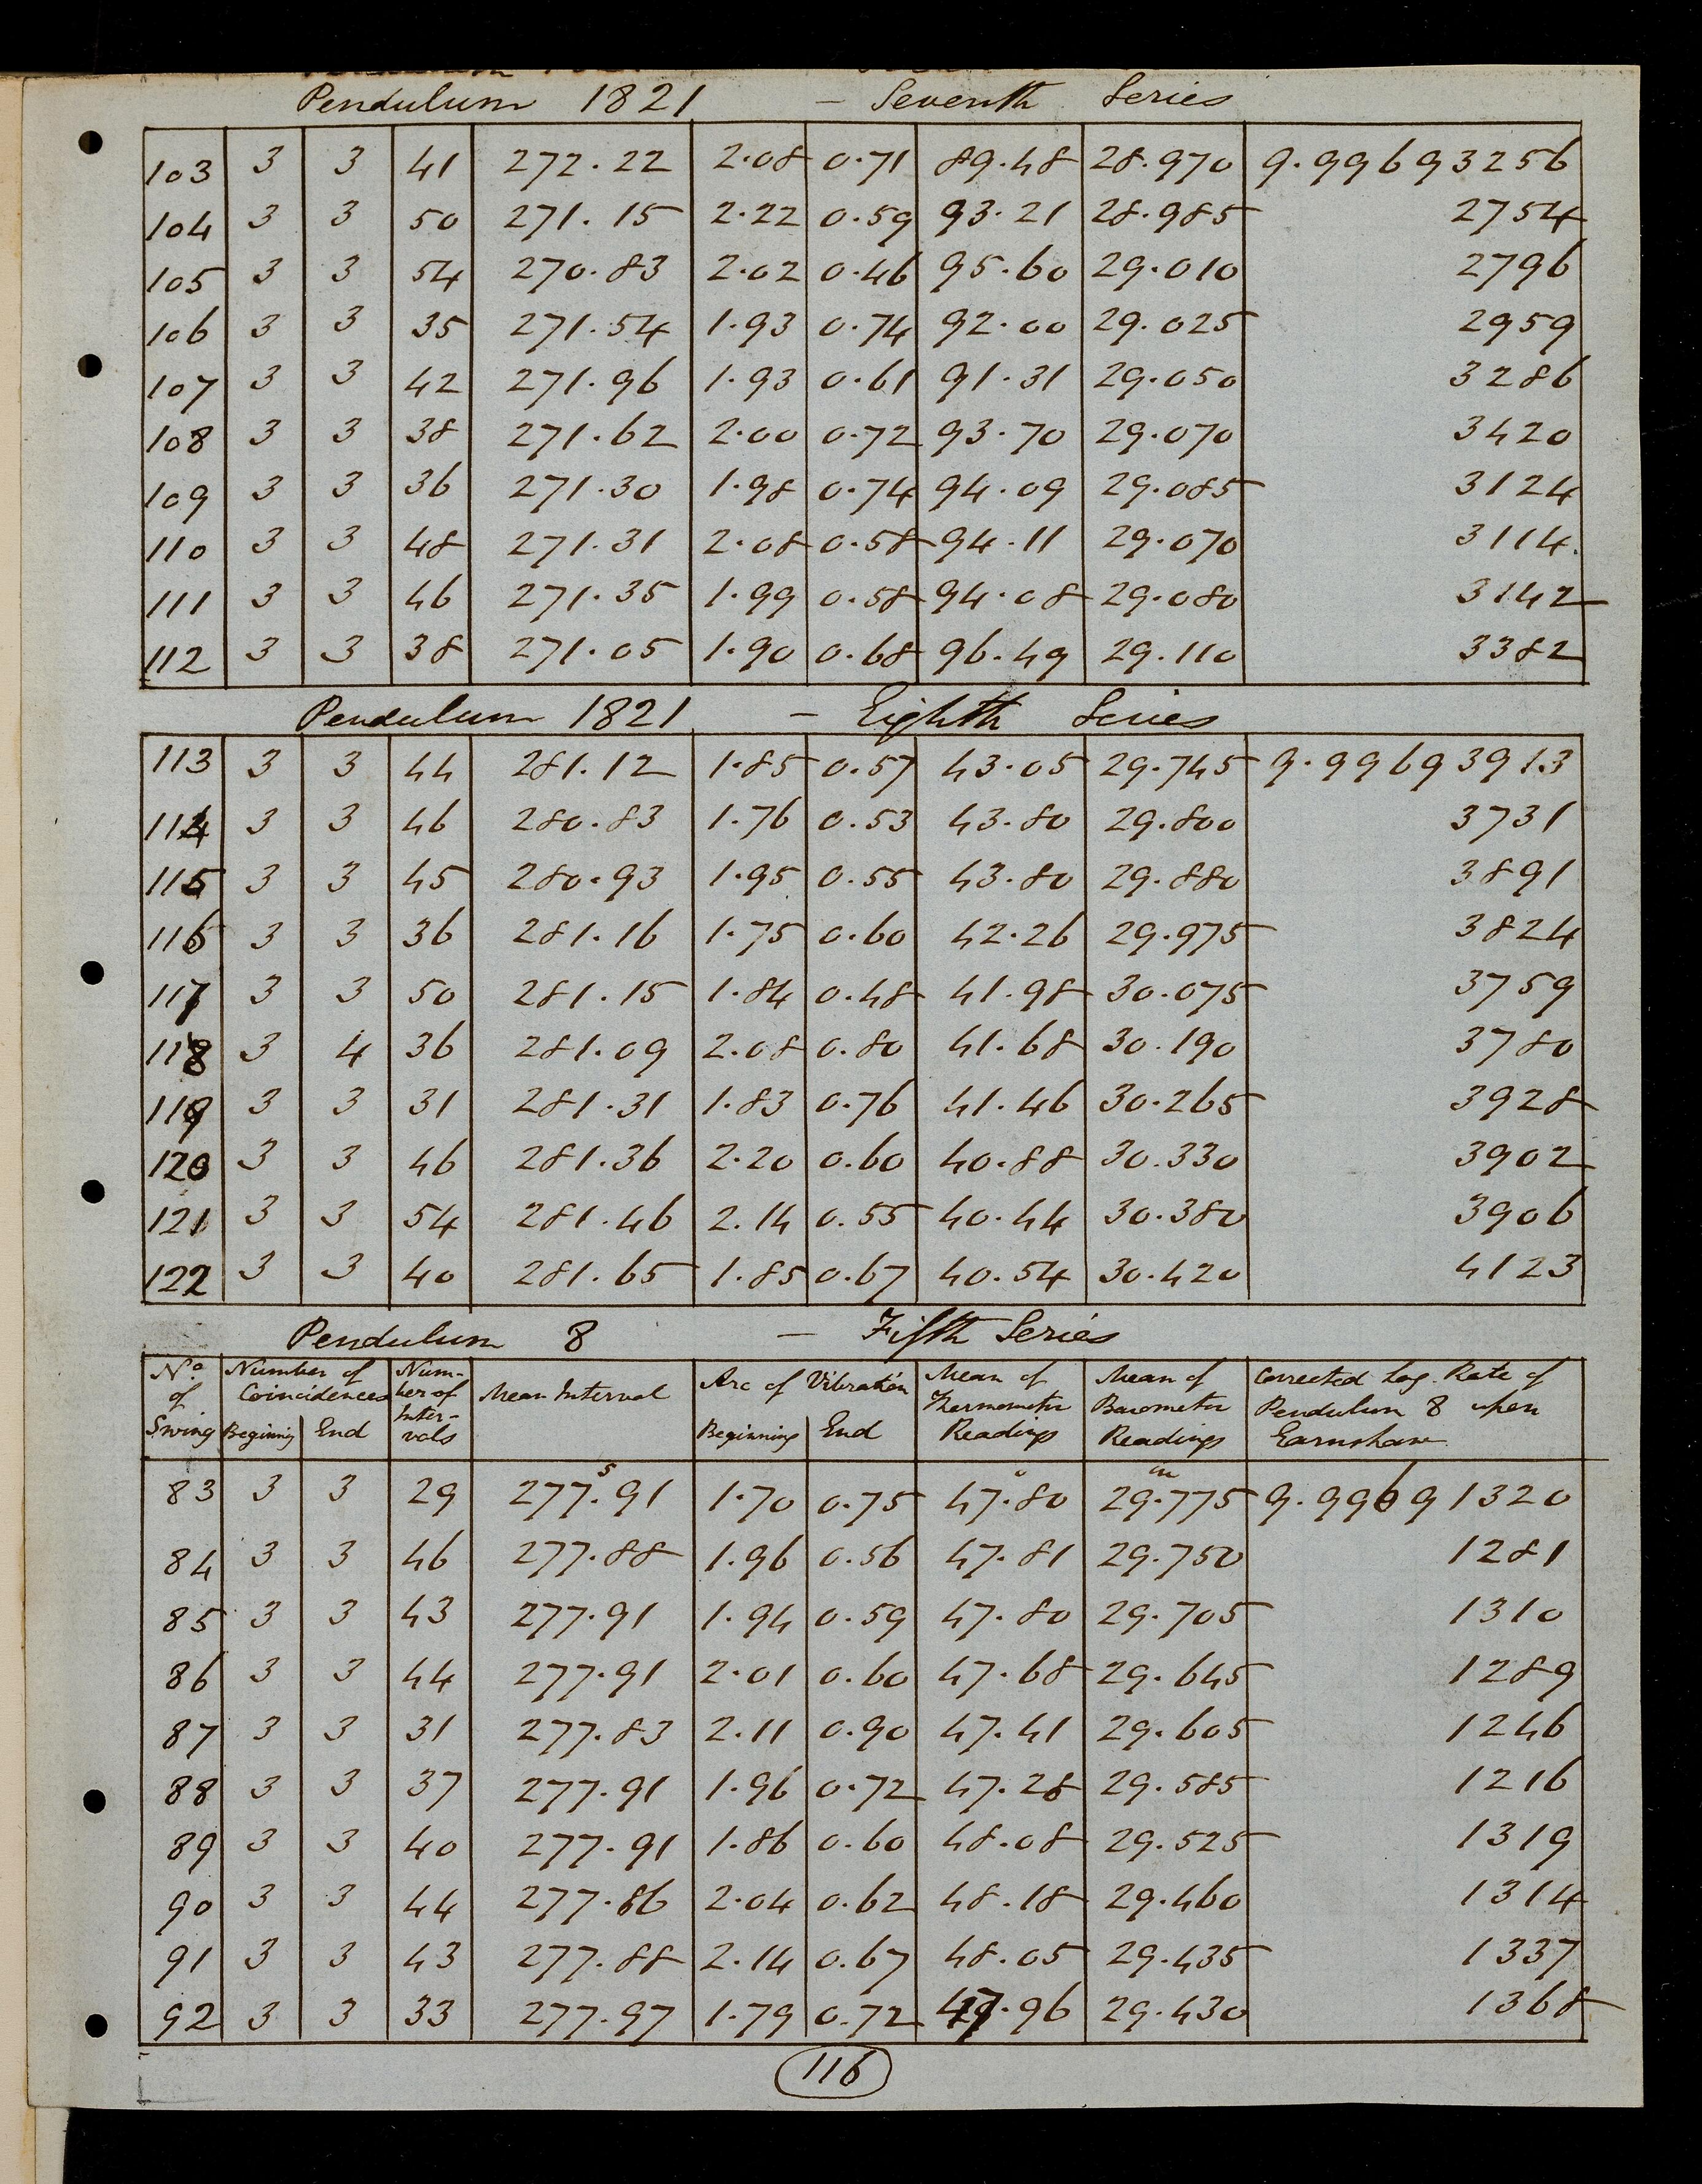 Pendulum 1821 — Seventh Series
103 3 3 41 272.22 2.08 0.71 89.48 28.970 9.996693256
104 3 3 50 271.15 2.22 0.59 93.21 28.985 2754
105 3 3 54 270.83 2.02 0.46 95.60 29.010 2796
106 3 3 35 271.54 1.93 0.74 92.00 29.025 2959
107 3 3 42 271.96 1.93 0.61 91.31 29.050 3286
108 3 3 38 271.62 2.00 0.72 93.70 29.070 3420
109 3 3 36 271.30 1.98 0.74 94.09 29.085 3124
110 3 3 48 271.31 2.08 0.58 94.11 29.070 3114.
111 3 3 46 271.35 1.99 0.58 94.08 29.080 3142
112 3 3 38 271.05 1.90 0.68 96.49 29.110 3382
Pendulum 1821 — Eighth Series
113 3 3 44 281.12 1.85 0.57 43.05 29.745 9.99669391.3
114 3 3 46 280.83 1.76 0.53 43.80 29.800 3731
115 3 3 45 280.93 1.95 0.55 43.80 29.880 3891
116 3 3 36 281.16 1.75 0.60 42.26 29.975 3824
117 3 3 50 281.15 1.84 0.48 41.98 30.075 3759
118 3 4 36 281.09 2.08 0.80 41.68 30.190 3780
119 3 3 31 281.31 1.83 0.76 41.46 30.265 3928
120 3 3 46 281.36 2.20 0.60 40.88 30.330 3902
121 3 3 54 281.46 2.14 0.55 40.44 30.380 3906
122 3 3 40 281.65 1.85 0.67 40.54 30.420 4123
Pendulum 8 — Fifth Series
No. of Swing Number of Coincidences Beginning End Number of Intervals Mean Interval Arc of Vibration Beginning End Mean of Thermometer Readings Mean of Barometer Readings Corrected Log. Rate of Pendulum 8 upon Earnshaw
83 3 3 29 277.91 s 1.70 0.75 47.80 ° 29.775 in 9.996691320
84 3 3 46 277.88 1.96 0.56 47.81 29.750 1281
85 3 3 43 277.91 1.94 0.59 47.80 29.705 1310
86 3 3 44 277.91 2.01 0.60 47.68 29.645 1289
87 3 3 31 277.83 2.11 0.90 47.41 29.605 1246
88 3 3 37 277.91 1.96 0.72 47.28 29.585 1216
89 3 3 40 277.91 1.86 0.60 48.08 29.525 1319
90 3 3 44 277.86 2.04 0.62 48.18 29.460 1314
91 3 3 43 277.88 2.14 0.67 48.05 29.435 1337
92 3 3 33 277.97 1.79 0.72 47.96 29.430 1368
116